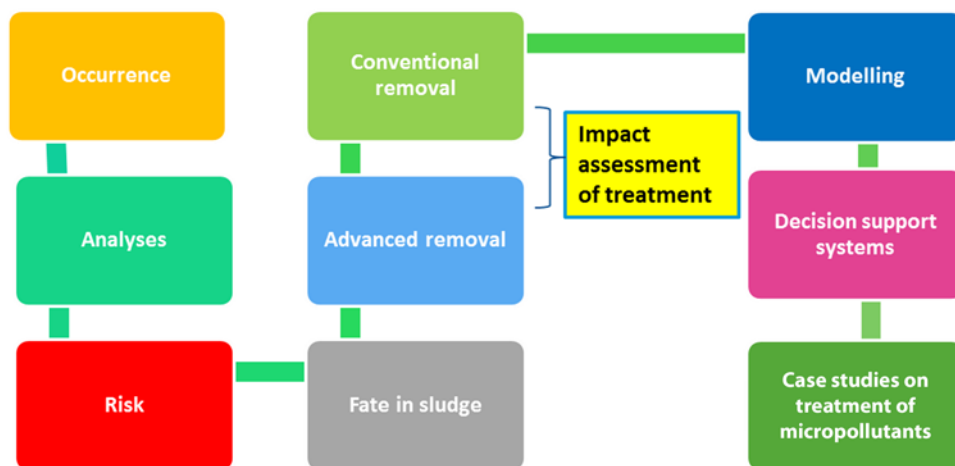 Occurrence
Analyses
Risk
Fate in sludge
Advanced removal
Conventional
removal
Impact
assessment
of treatment
Modelling
Decision support
systems
Case studies on
treatment of
micropollutants